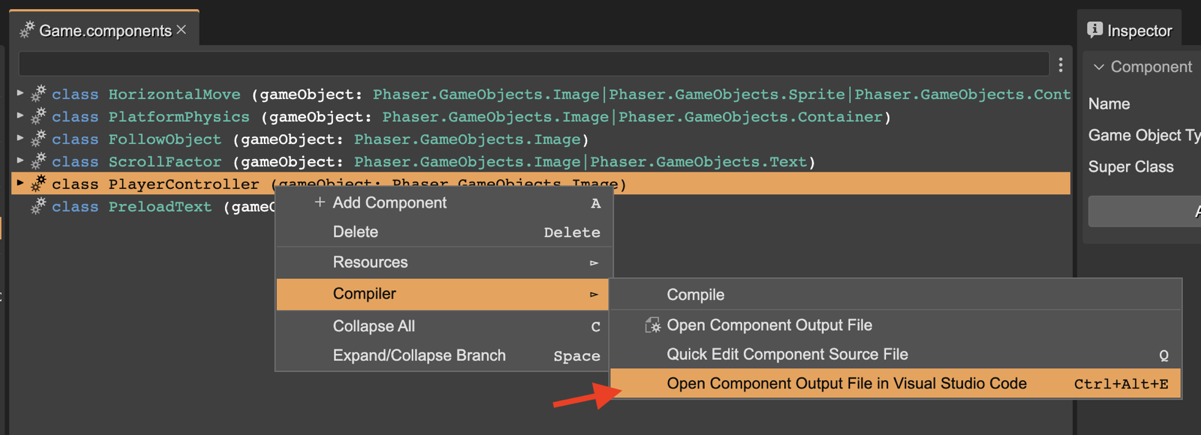 Game.components
Inspector
Component
class HorizontalMove (gameObject: Phaser.GameObjects.Image|Phaser.GameObjects.Sprite|Phaser.GameObjects.Cont
Name
class PlatformPhysics (gameObject: Phaser.GameObjects.Image|Phaser.GameObjects.Container)
Game Object Ty
class FollowObject (gameObject: Phaser.GameObjects.Image)
class ScrollFactor (gameObject: Phaser.GameObjects.Image|Phaser.GameObjects.Text)
Super Class
class PlayerController (gameObject: Phaser.GameObjects.Image)
class PreloadText (gameO
+ Add Component A
Delete Delete
Resources
Compiler
Collapse All C
Expand/Collapse Branch Space
Compile
Open Component Output File
Quick Edit Component Source File Q
Open Component Output File in Visual Studio Code Ctrl+Alt+E